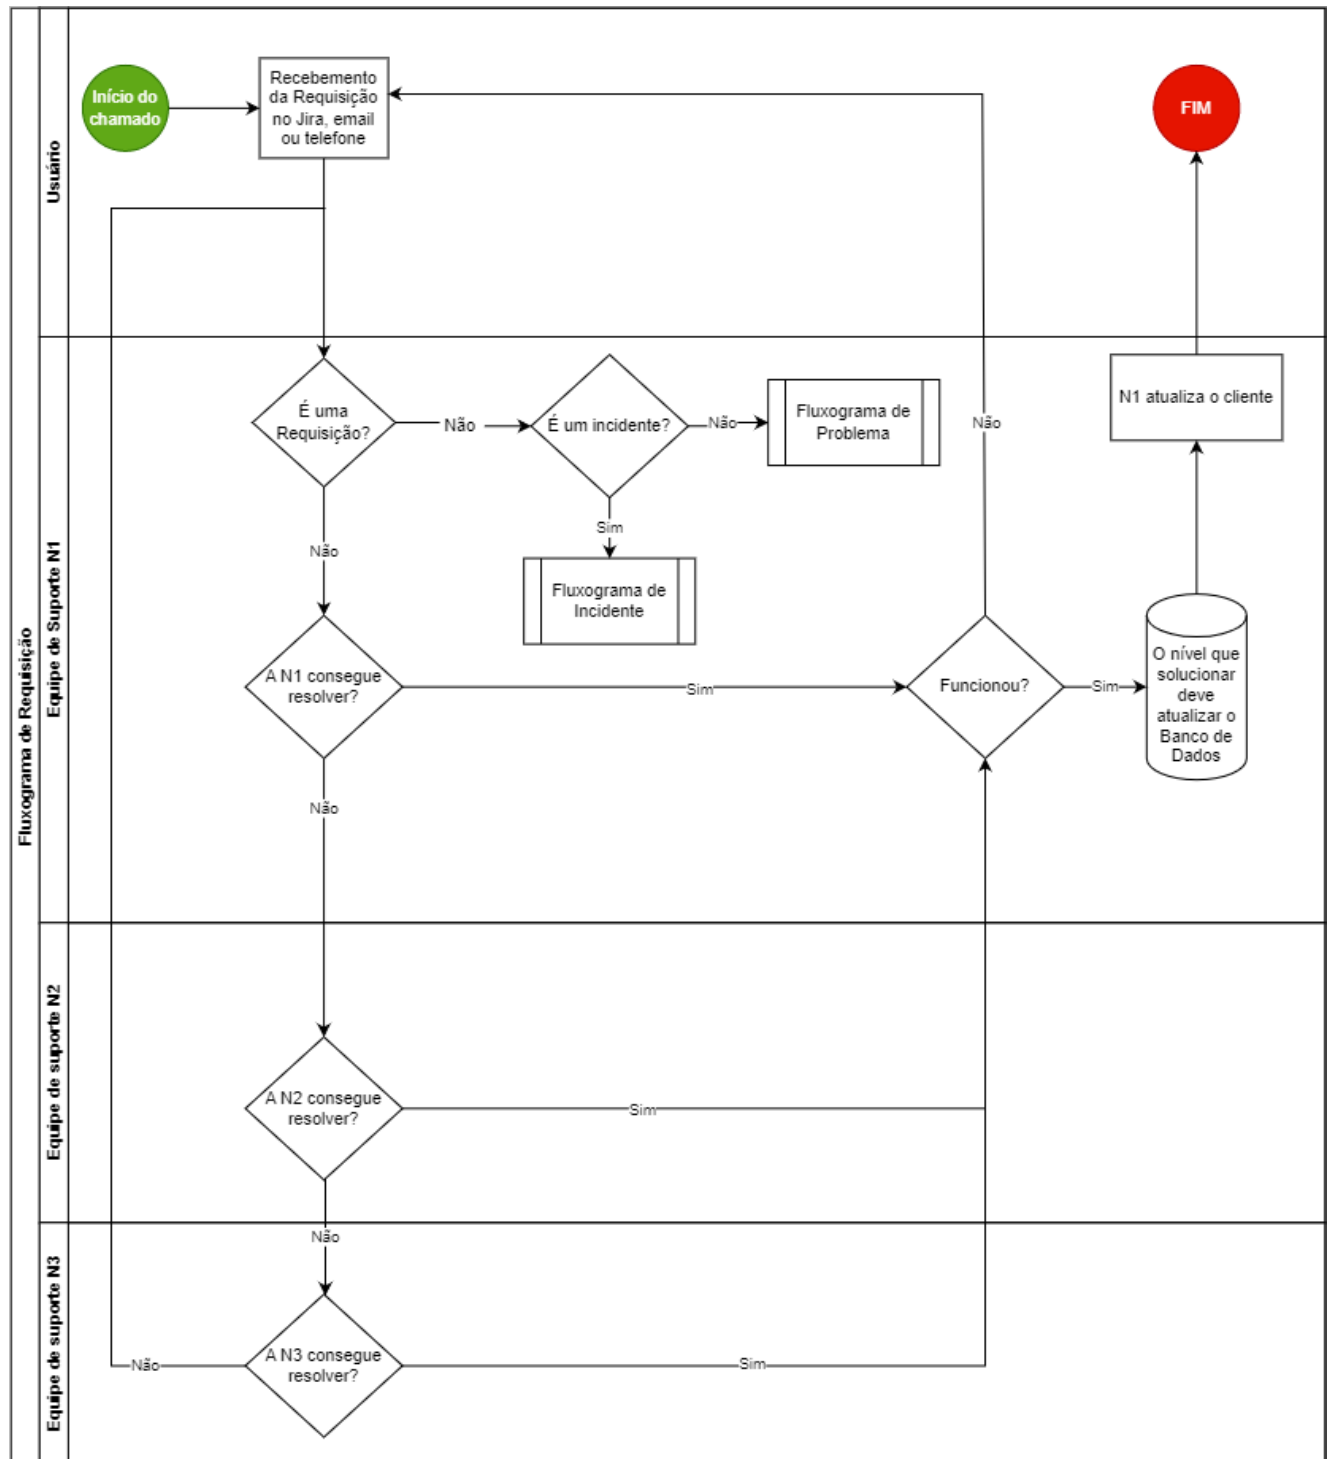 Fluxograma de Requisição
Usuário
Início do
chamado
Recebemento
da Requisição
no Jira, email
ou telefone
FIM
Equipe de Suporte N1
É uma
Requisição?
Não
É um incidente?
Não
Fluxograma de
Problema
Sim
Fluxograma de
Incidente
Não
A N1 consegue
resolver?
Sim
Funcionou?
Não
Sim
O nível que
solucionar
deve
atualizar o
Banco de
Dados
N1 atualiza o cliente
Não
Equipe de suporte N2
A N2 consegue
resolver?
Sim
Não
Equipe de suporte N3
A N3 consegue
resolver?
Não
Sim